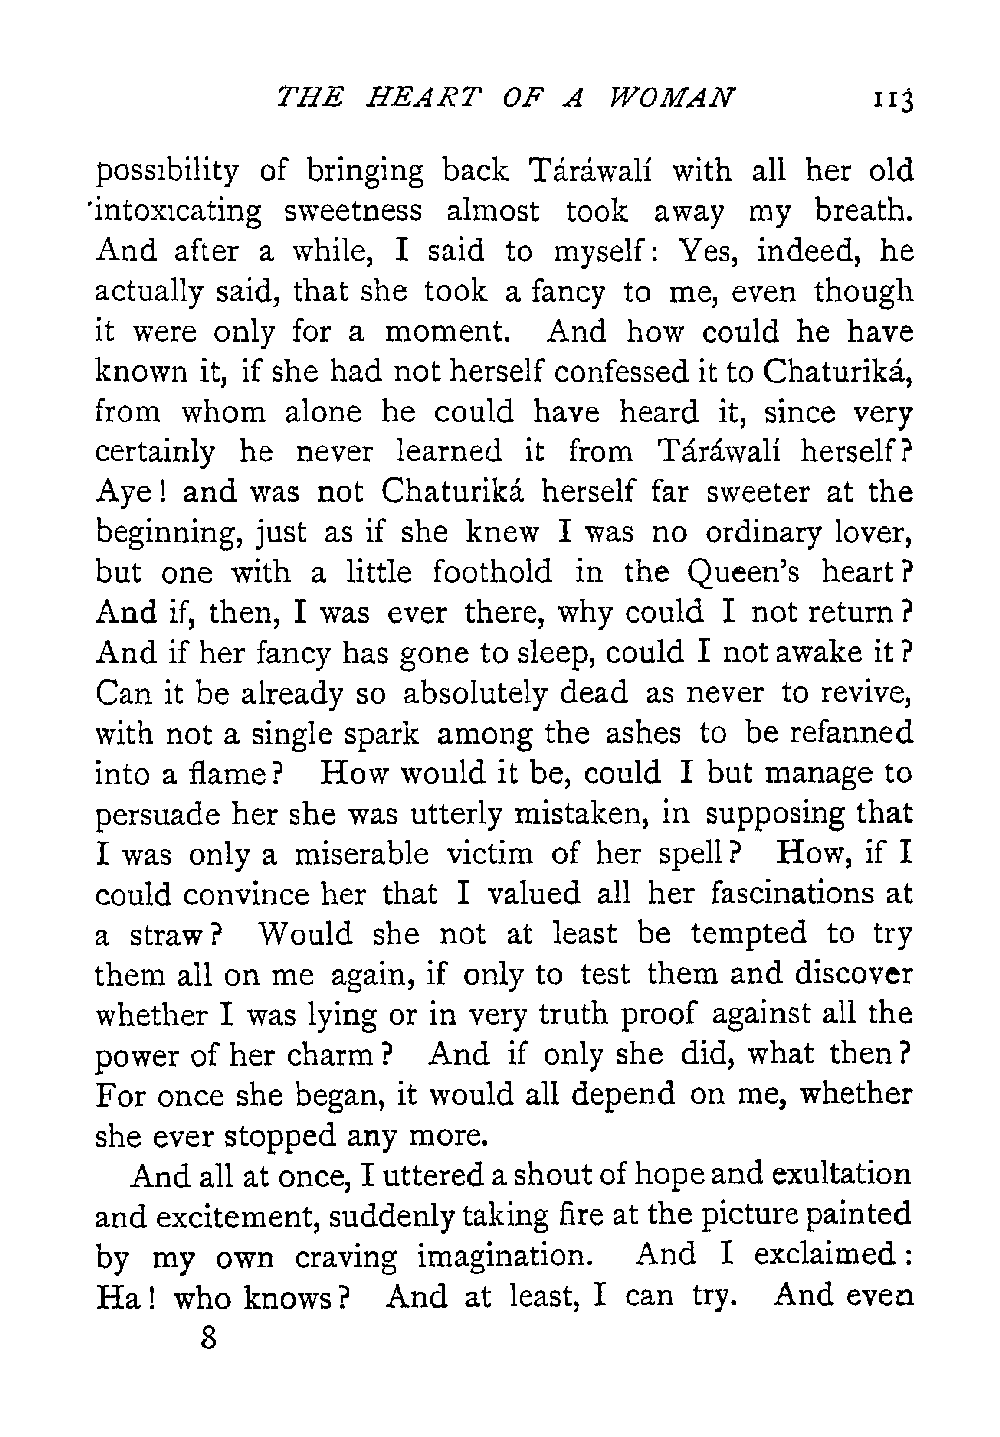 THE HEART OF A WOMAN 113
possibility of bringing back Táráwalí with all her old
intoxicating sweetness almost took away my breath.
And after a while, I said to myself: Yes, indeed, he
actually said, that she took a fancy to me, even though
it were only for a moment. And how could he have
known it, if she had not herself confessed it to Chaturiká,
from whom alone he could have heard it, since very
certainly he never learned it from Táráwalí herself?
Aye! and was not Chaturiká herself far sweeter at the
beginning, just as if she knew I was no ordinary lover,
but one with a little foothold in the Queen's heart?
And if, then, I was ever there, why could I not return?
And if her fancy has gone to sleep, could I not awake it?
Can it be already so absolutely dead as never to revive,
with not a single spark among the ashes to be refanned
into a flame? How would it be, could I but manage to
persuade her she was utterly mistaken, in supposing that
I was only a miserable victim of her spell? How, if I
could convince her that I valued all her fascinations at
a straw? Would she not at least be tempted to try
them all on me again, if only to test them and discover
whether I was lying or in very truth proof against all the
power of her charm? And if only she did, what then?
For once she began, it would all depend on me, whether
she ever stopped any more.
And all at once, I uttered a shout of hope and exultation
and excitement, suddenly taking fire at the picture painted
by my own craving imagination. And I exclaimed:
Ha! who knows? And at least, I can try. And even
8